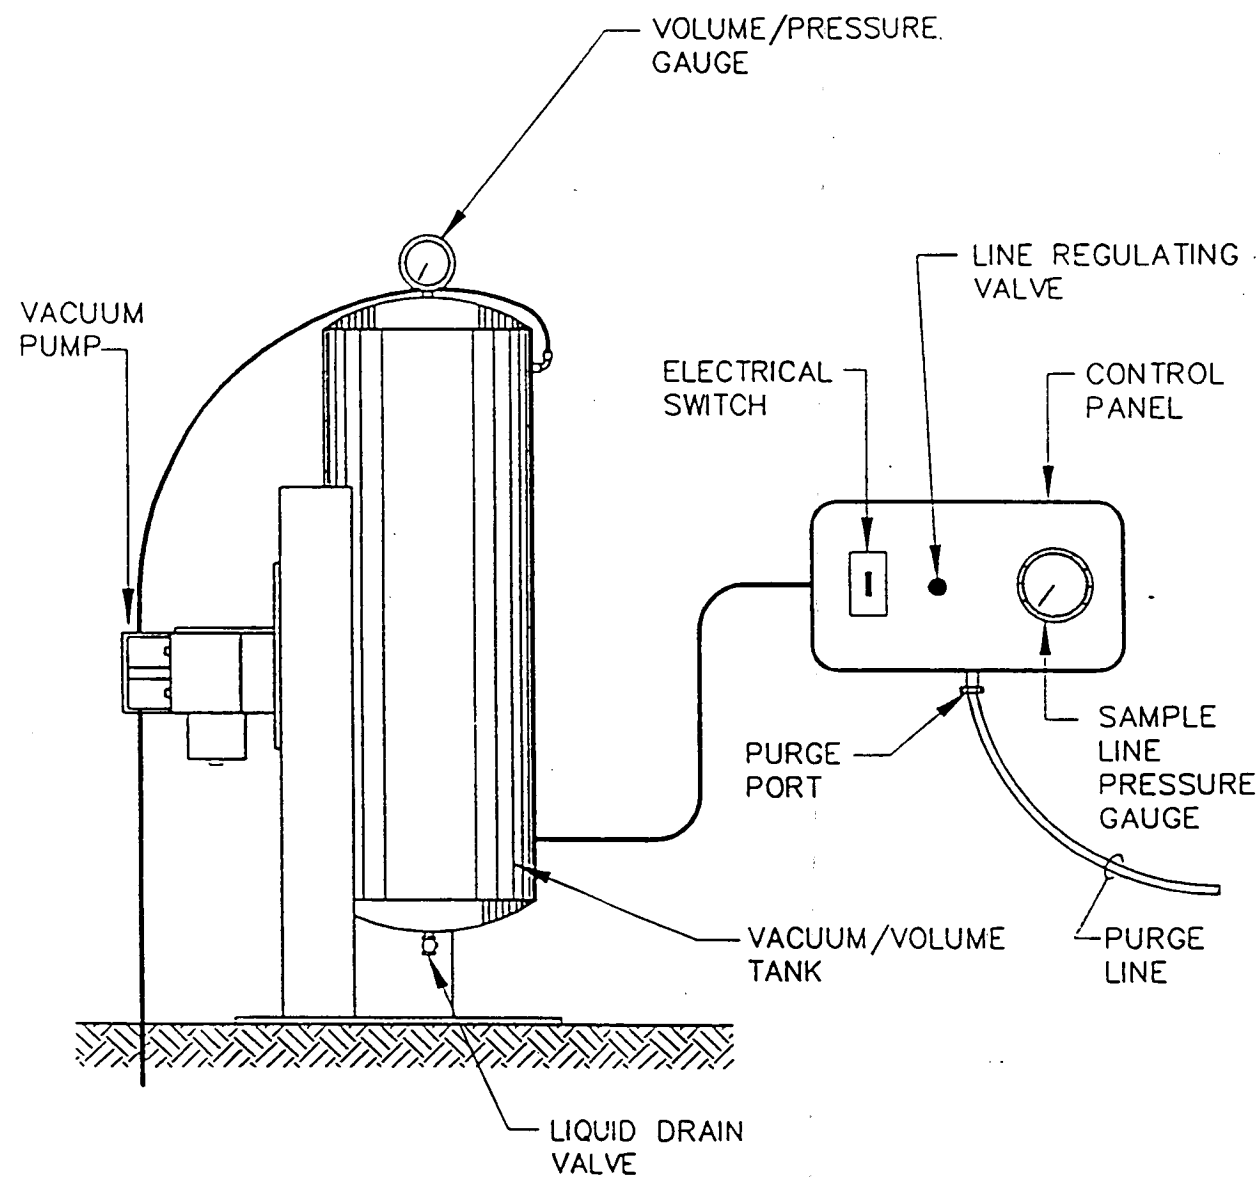 VOLUME/PRESSURE
GAUGE
LINE REGULATING
VALVE
VACUUM
PUMP
ELECTRICAL
SWITCH
CONTROL
PANEL
PURGE
PORT
SAMPLE
LINE
PRESSURE
GAUGE
VACUUM/VOLUME
TANK
PURGE
LINE
LIQUID DRAIN
VALVE